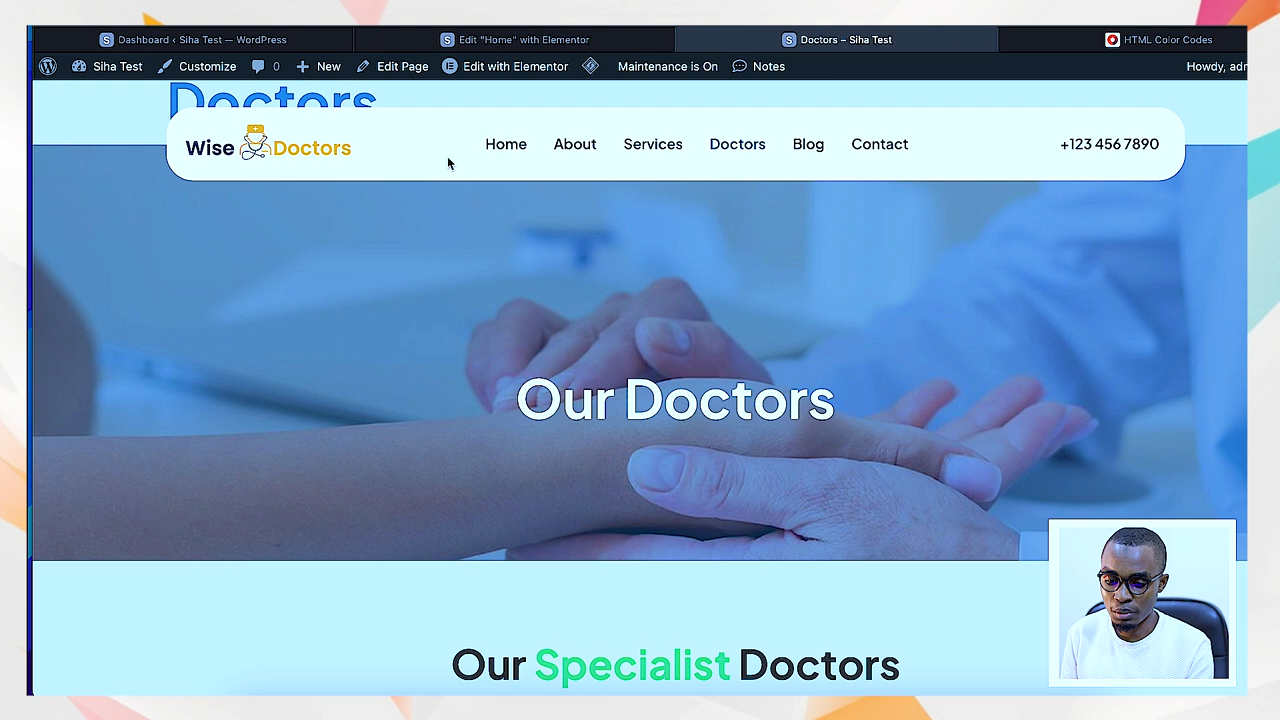 Dashboard ‹ Siha Test — WordPress
Edit "Home" with Elementor
Doctors – Siha Test
HTML Color Codes
Siha Test
Customize
0
New
Edit Page
Edit with Elementor
Maintenance is On
Notes
Howdy, adr
Doctors
Wise Doctors
Home
About
Services
Doctors
Blog
Contact
+123 456 7890
Our Doctors
Our Specialist Doctors